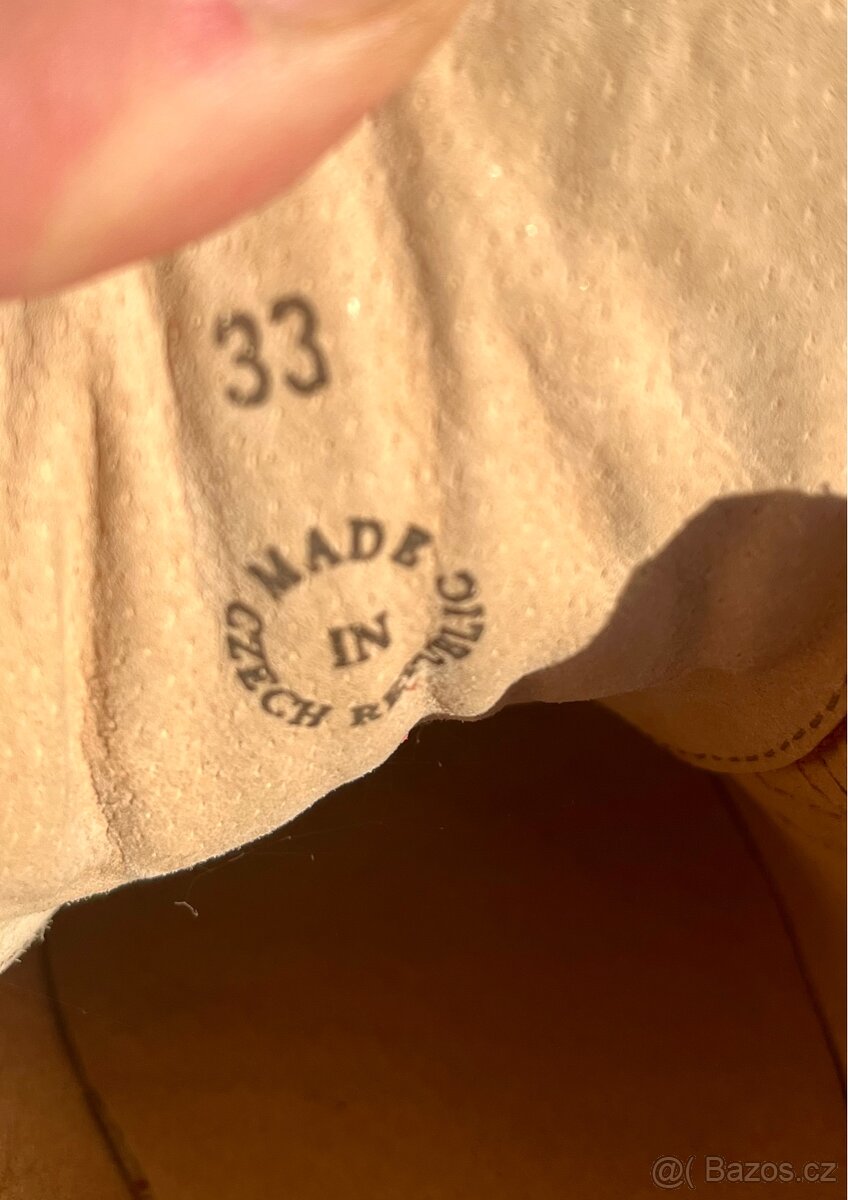 33
MADE
IN
CZECH REPUBLIC
@( Bazos.cz